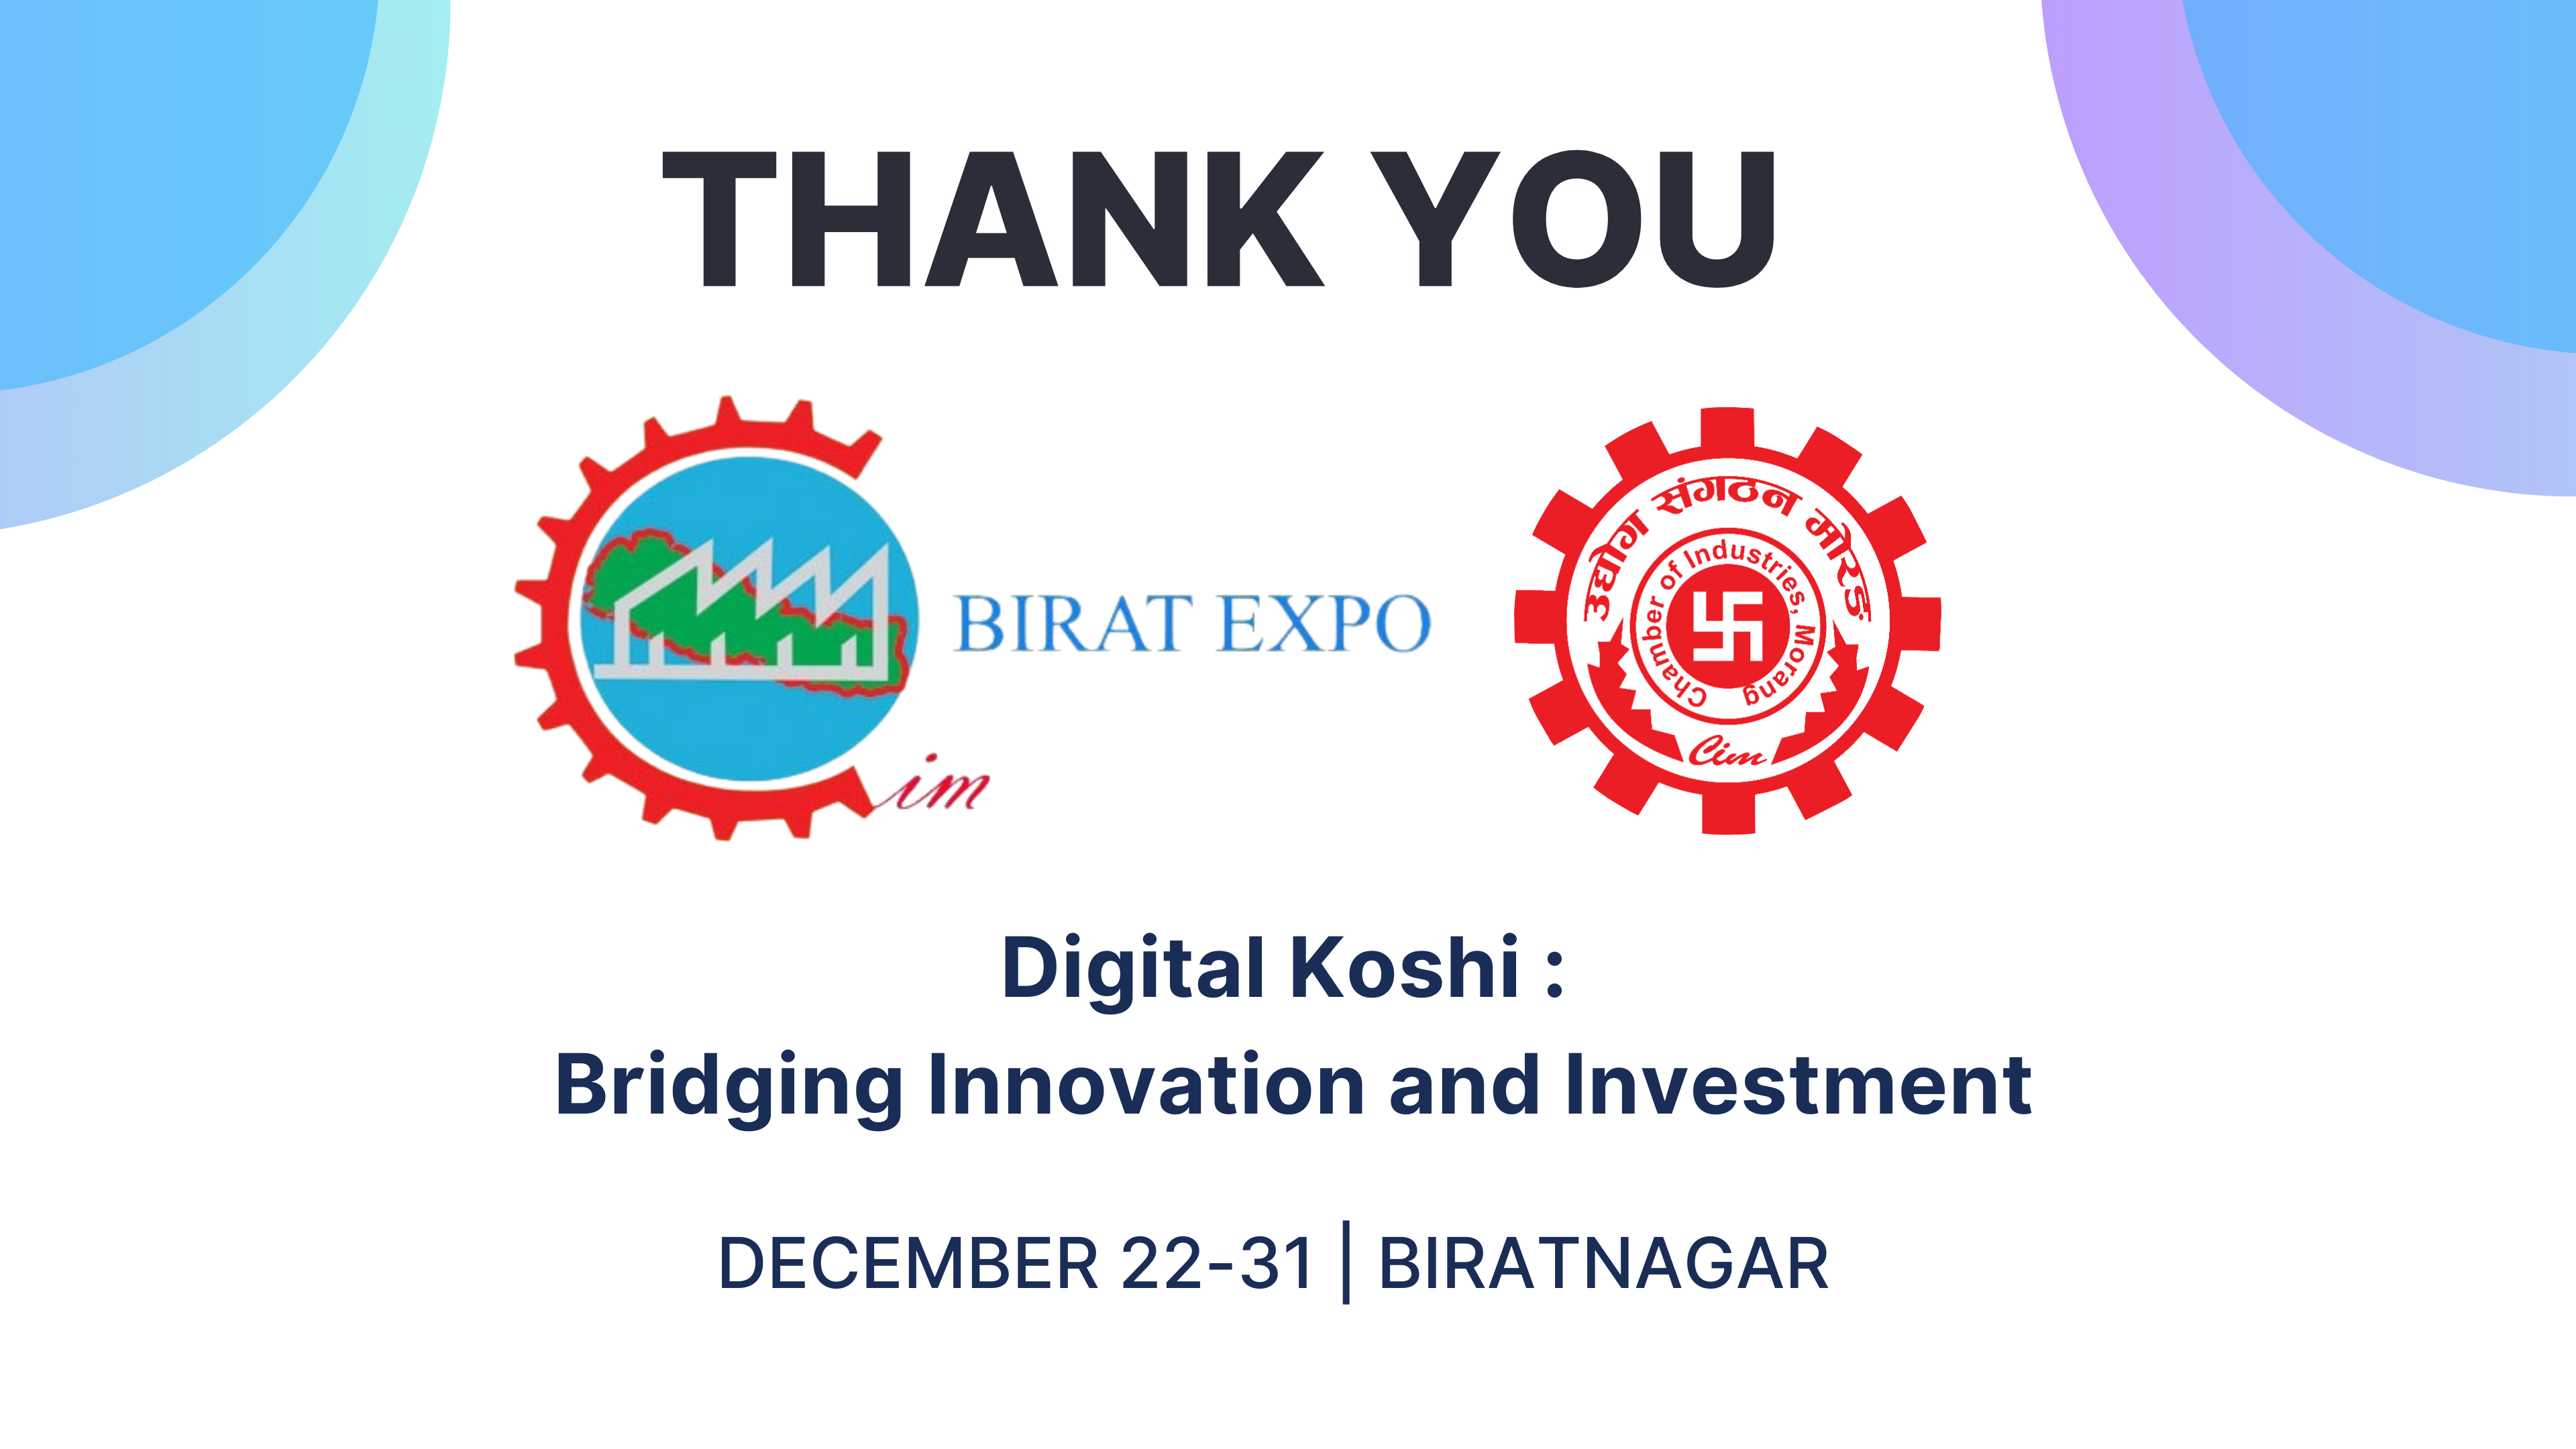 THANK YOU
BIRAT EXPO
im
उद्योग संगठन मोरङ
Chamber of Industries, Morang
Cim
Digital Koshi :
Bridging Innovation and Investment
DECEMBER 22-31 | BIRATNAGAR